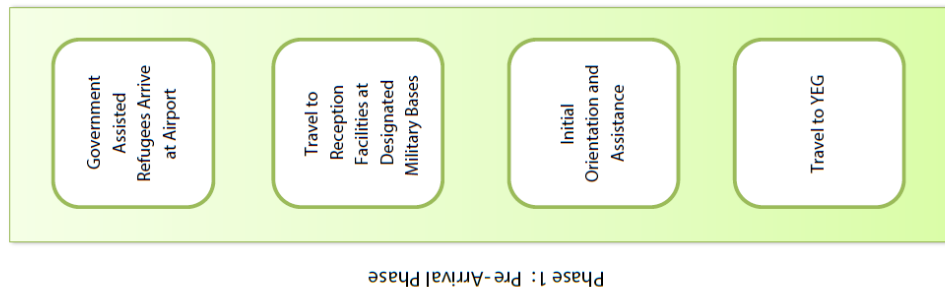 Phase 1: Pre-Arrival Phase
Government
Assisted
Refugees Arrive
at Airport
Travel to
Reception
Facilities at
Designated
Military Bases
Initial
Orientation and
Assistance
Travel to YEG